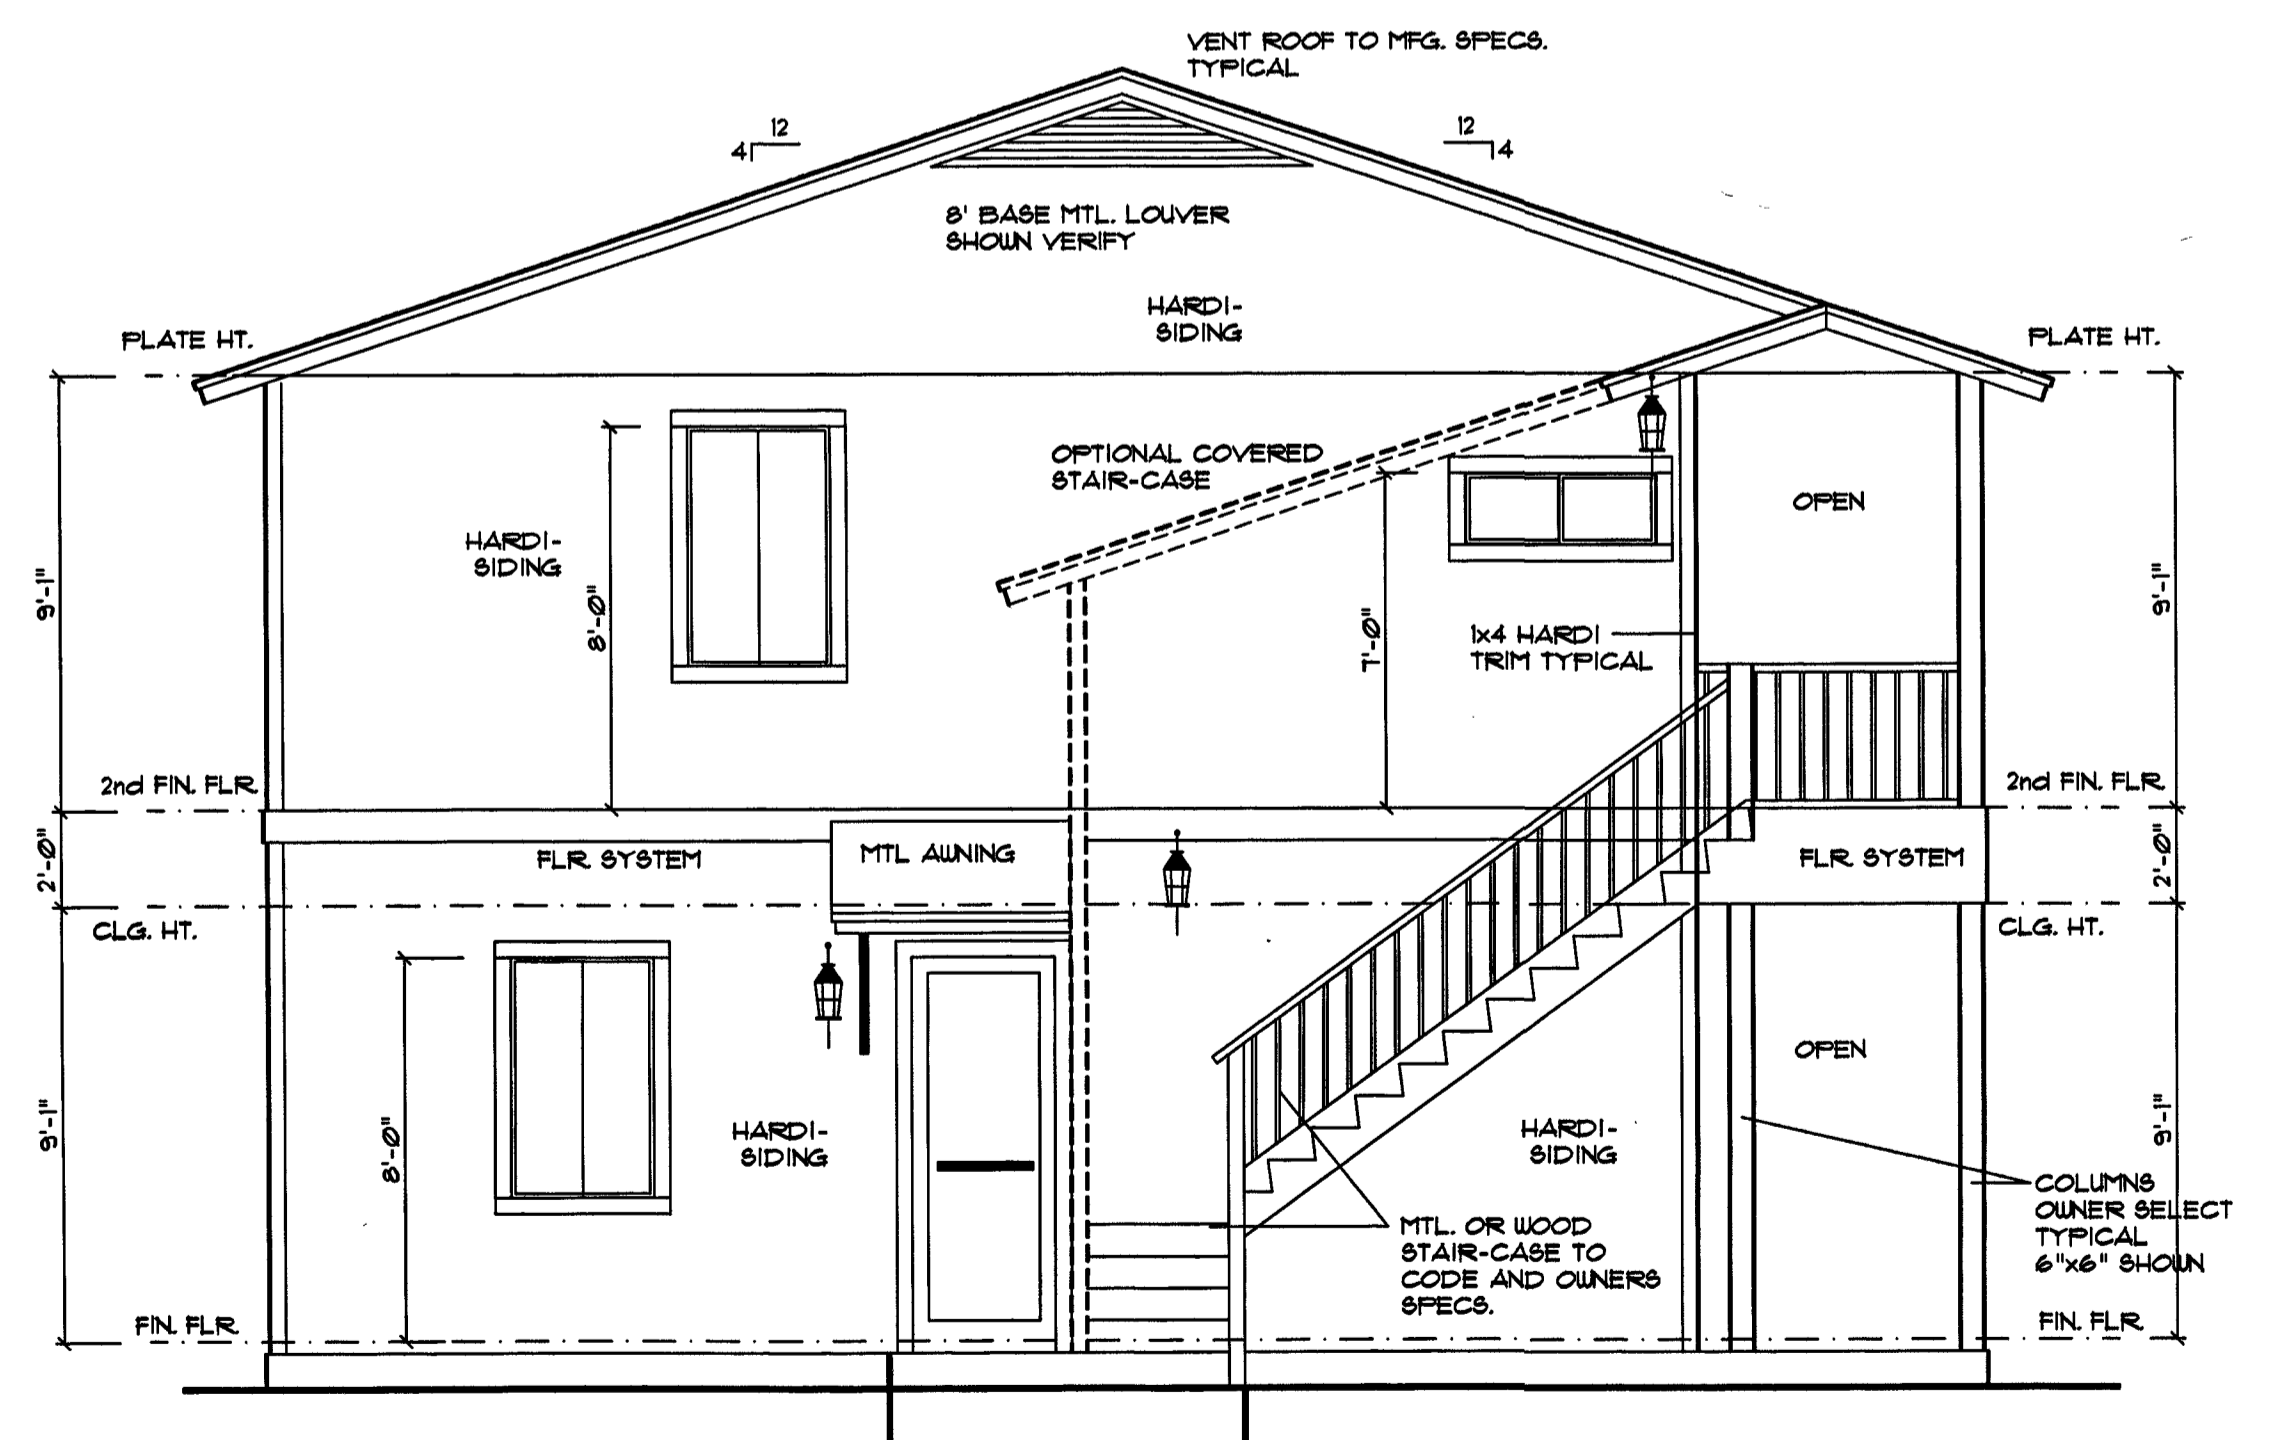 VENT ROOF TO MFG. SPECS.
TYPICAL
12
4
12
4
8' BASE MTL. LOUVER
SHOWN VERIFY
HARDI-
SIDING
PLATE HT.
PLATE HT.
OPTIONAL COVERED
STAIR-CASE
OPEN
HARDI-
SIDING
9'-1"
8'-0"
7'-0"
9'-1"
1x4 HARDI
TRIM TYPICAL
2nd FIN. FLR.
2nd FIN. FLR.
2'-0"
FLR. SYSTEM
MTL AWNING
FLR. SYSTEM
2'-0"
CLG. HT.
CLG. HT.
OPEN
9'-1"
8'-0"
HARDI-
SIDING
HARDI-
SIDING
9'-1"
COLUMNS
OWNER SELECT
TYPICAL
6"x6" SHOWN
MTL. OR WOOD
STAIR-CASE TO
CODE AND OWNERS
SPECS.
FIN. FLR.
FIN. FLR.